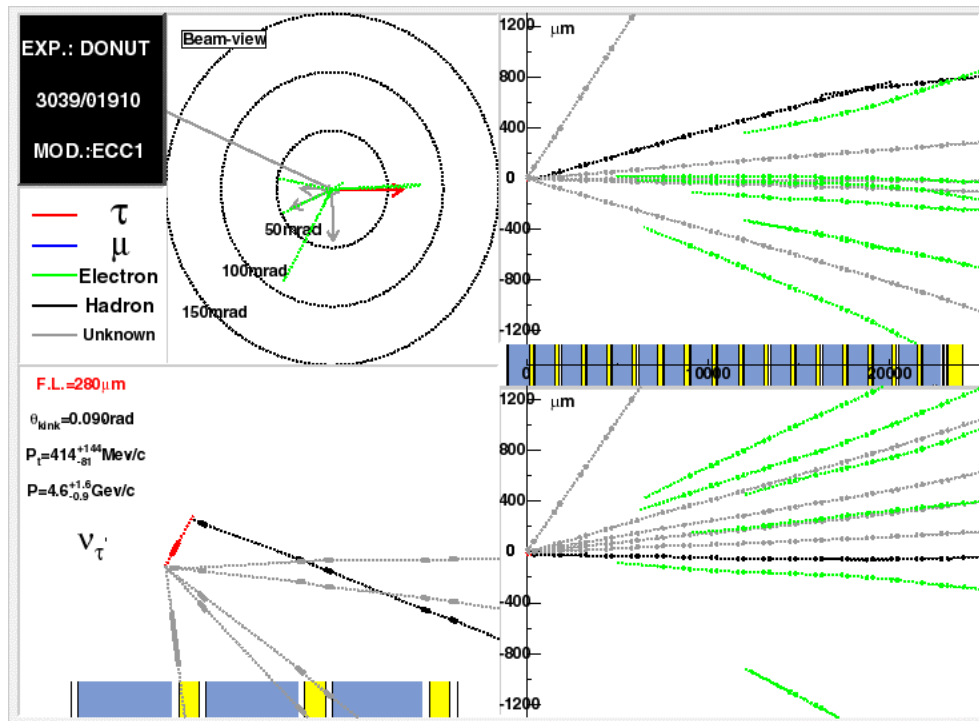 EXP.: DONUT
3039/01910
MOD.:ECC1
τ
μ
Electron
Hadron
Unknown
Beam-view
50mrad
100mrad
150mrad
F.L.=280μm
θkink=0.090rad
Pt=414+144-81Mev/c
P=4.6+1.6-0.9Gev/c
ντ
1200
μm
800
400
0
-400
-800
-1200
0
10000
20000
1200
μm
800
400
0
-400
-800
-1200